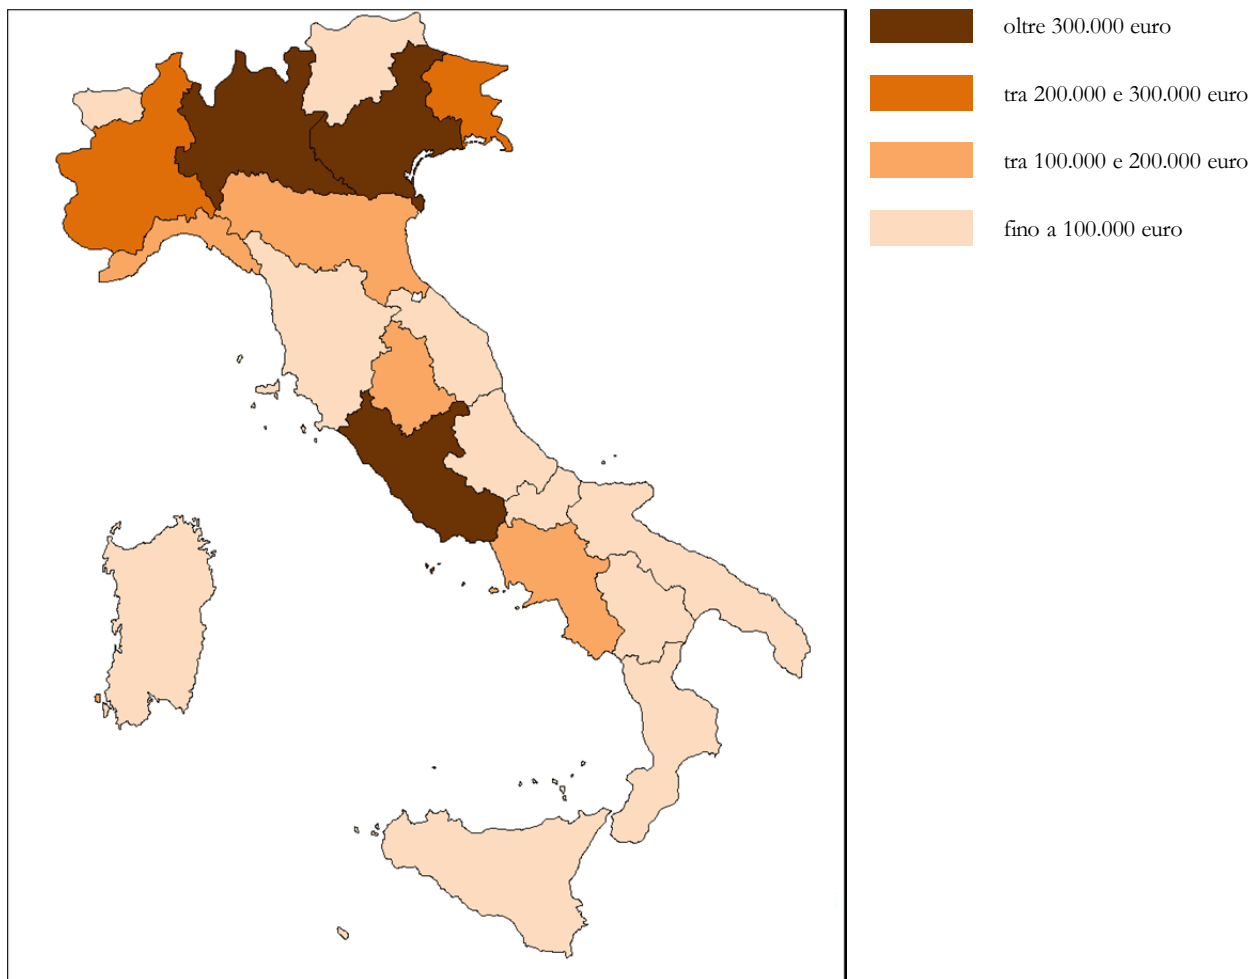 oltre 300.000 euro
tra 200.000 e 300.000 euro
tra 100.000 e 200.000 euro
fino a 100.000 euro